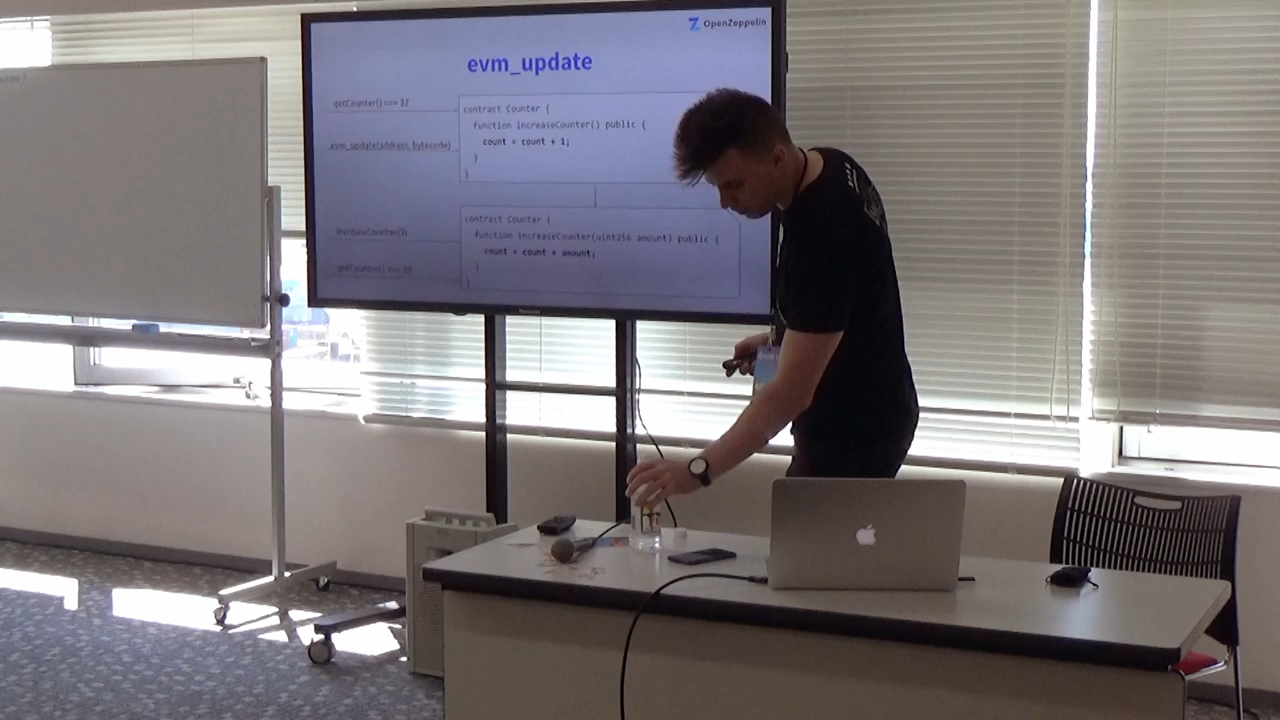 OpenZeppelin
evm_update
getCounter() === 32
contract Counter {
function increaseCounter() public {
count = count + 1;
}
}
evm_update(address, bytecode)
contract Counter {
function increaseCounter(uint256 amount) public {
count = count + amount;
}
}
increaseCounter(3)
getCounter() === 35